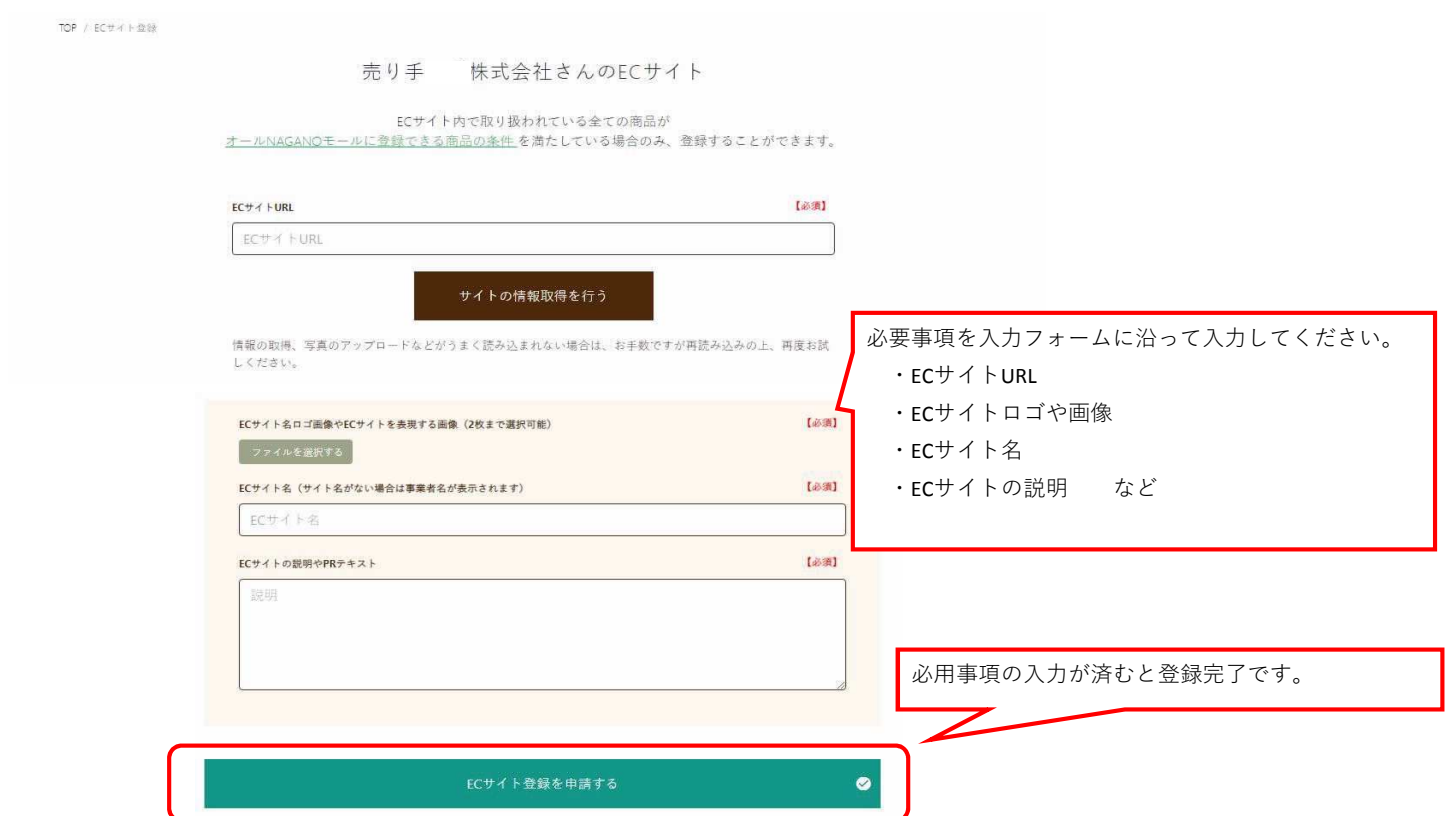 TOP / ECサイト登録
売り手 株式会社さんのECサイト
ECサイト内で取り扱われている全ての商品が
オールNAGANOモールに登録できる商品の条件 を満たしている場合のみ、登録することができます。
ECサイトURL 【必須】
ECサイトURL
サイトの情報取得を行う
情報の取得、写真のアップロードなどがうまく読み込まれない場合は、お手数ですが再読み込みの上、再度お試
しください。
必要事項を入力フォームに沿って入力してください。
・ECサイトURL
・ECサイトロゴや画像
・ECサイト名
・ECサイトの説明 など
ECサイト名ロゴ画像やECサイトを表現する画像（2枚まで選択可能） 【必須】
ファイルを選択する
ECサイト名（サイト名がない場合は事業者名が表示されます） 【必須】
ECサイト名
ECサイトの説明やPRテキスト 【必須】
説明
必用事項の入力が済むと登録完了です。
ECサイト登録を申請する